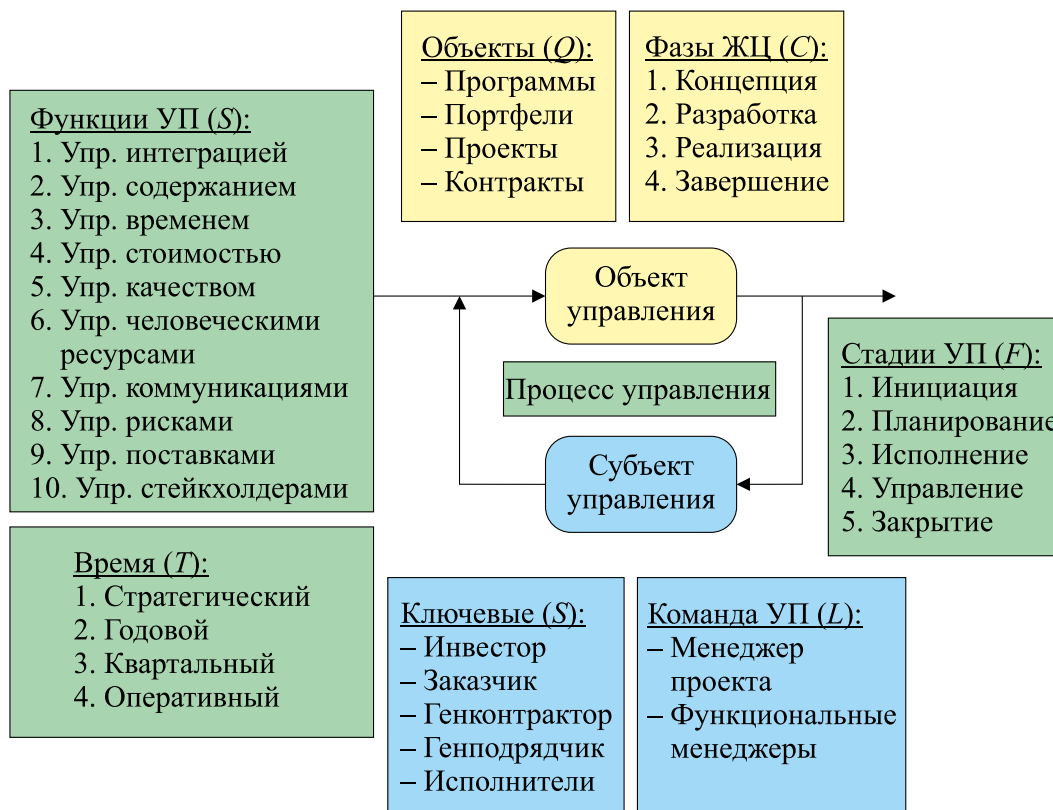 Объекты (Q):
– Программы
– Портфели
– Проекты
– Контракты
Фазы ЖЦ (C):
1. Концепция
2. Разработка
3. Реализация
4. Завершение
Функции УП (S):
1. Упр. интеграцией
2. Упр. содержанием
3. Упр. временем
4. Упр. стоимостью
5. Упр. качеством
6. Упр. человеческими
ресурсами
7. Упр. коммуникациями
8. Упр. рисками
9. Упр. поставками
10. Упр. стейкхолдерами
Объект
управления
Процесс управления
Субъект
управления
Стадии УП (F):
1. Инициация
2. Планирование
3. Исполнение
4. Управление
5. Закрытие
Время (T):
1. Стратегический
2. Годовой
3. Квартальный
4. Оперативный
Ключевые (S):
– Инвестор
– Заказчик
– Генконтрактор
– Генподрядчик
– Исполнители
Команда УП (L):
– Менеджер
проекта
– Функциональные
менеджеры